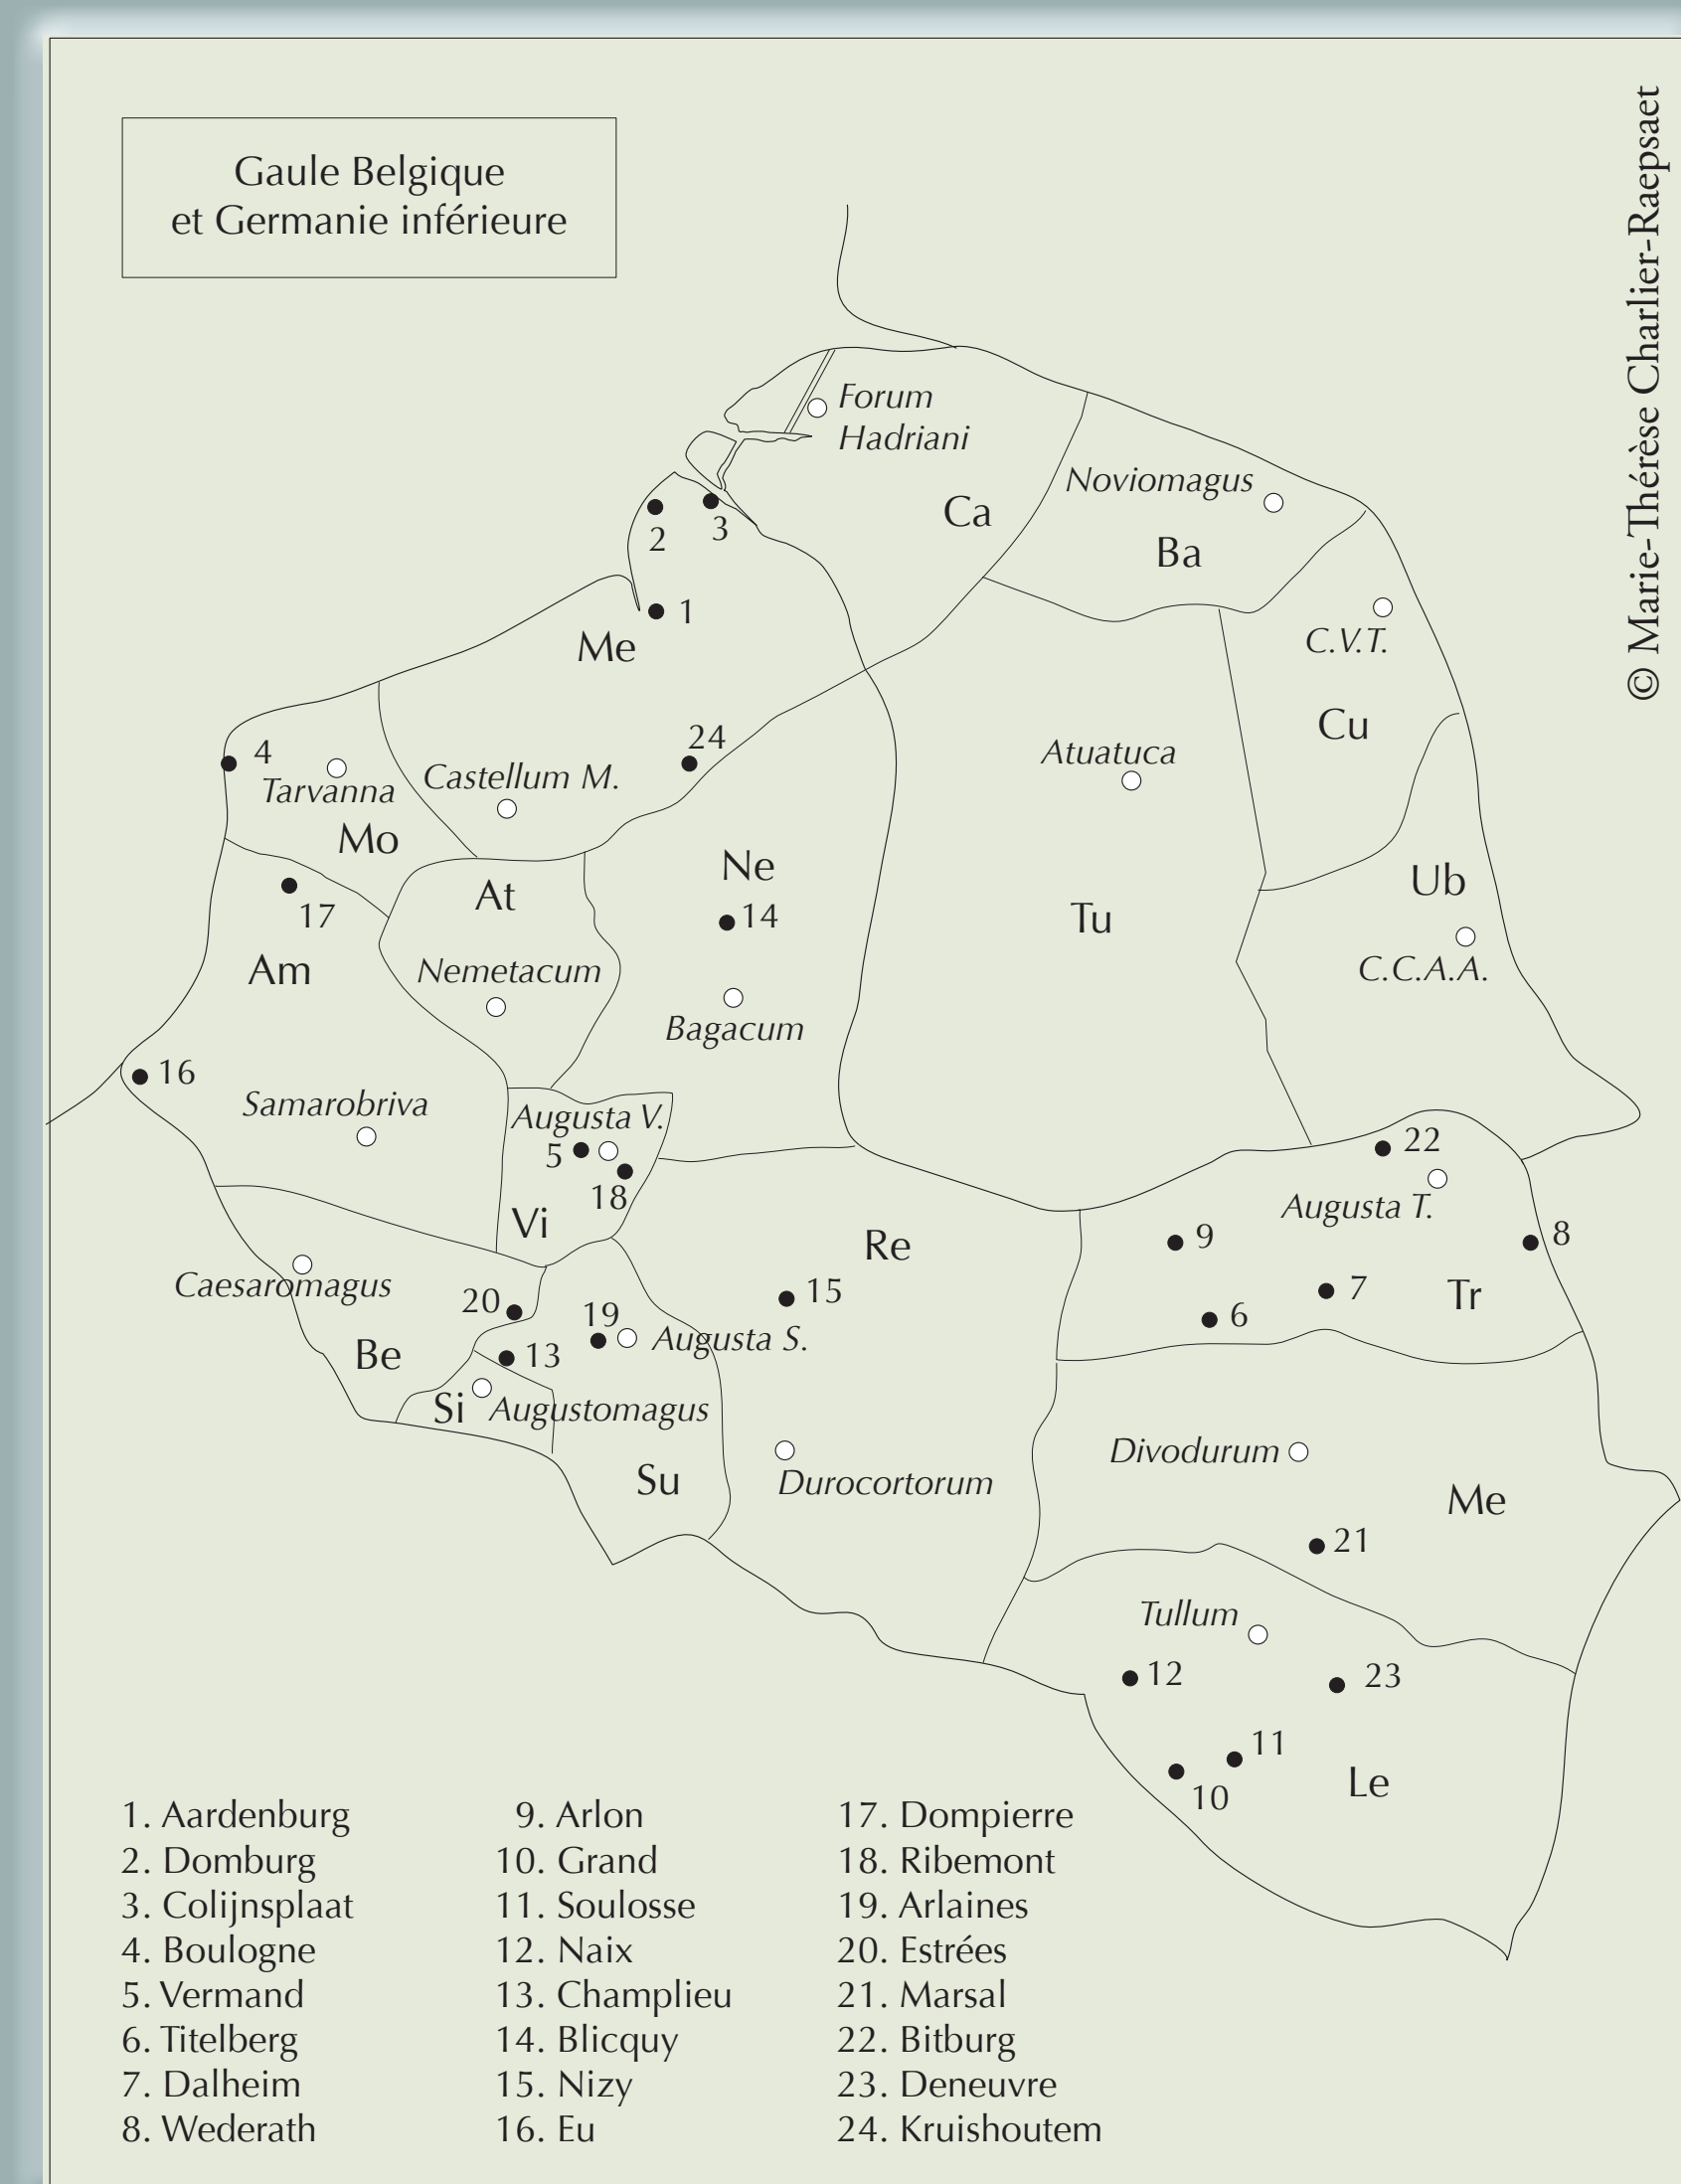 Gaule Belgique
et Germanie inférieure
© Marie-Thérèse Charlier-Raepsaet
Forum
Hadriani
Noviomagus
Ca
Ba
2
3
1
C.V.T.
Me
Cu
24
4
Atuatuca
Castellum M.
Tarvanna
Mo
Ne
Ub
At
17
14
Tu
Am
Nemetacum
C.C.A.A.
Bagacum
16
Samarobriva
Augusta V.
5
22
18
Augusta T.
Vi
Re
9
8
Caesaromagus
20
19
15
7
Tr
6
Augusta S.
Be
13
Si
Augustomagus
Divodurum
Su
Durocortorum
Me
21
Tullum
12
23
11
10
Le
1. Aardenburg
2. Domburg
3. Colijnsplaat
4. Boulogne
5. Vermand
6. Titelberg
7. Dalheim
8. Wederath
9. Arlon
10. Grand
11. Soulosse
12. Naix
13. Champlieu
14. Blicquy
15. Nizy
16. Eu
17. Dompierre
18. Ribemont
19. Arlaines
20. Estrées
21. Marsal
22. Bitburg
23. Deneuvre
24. Kruishoutem